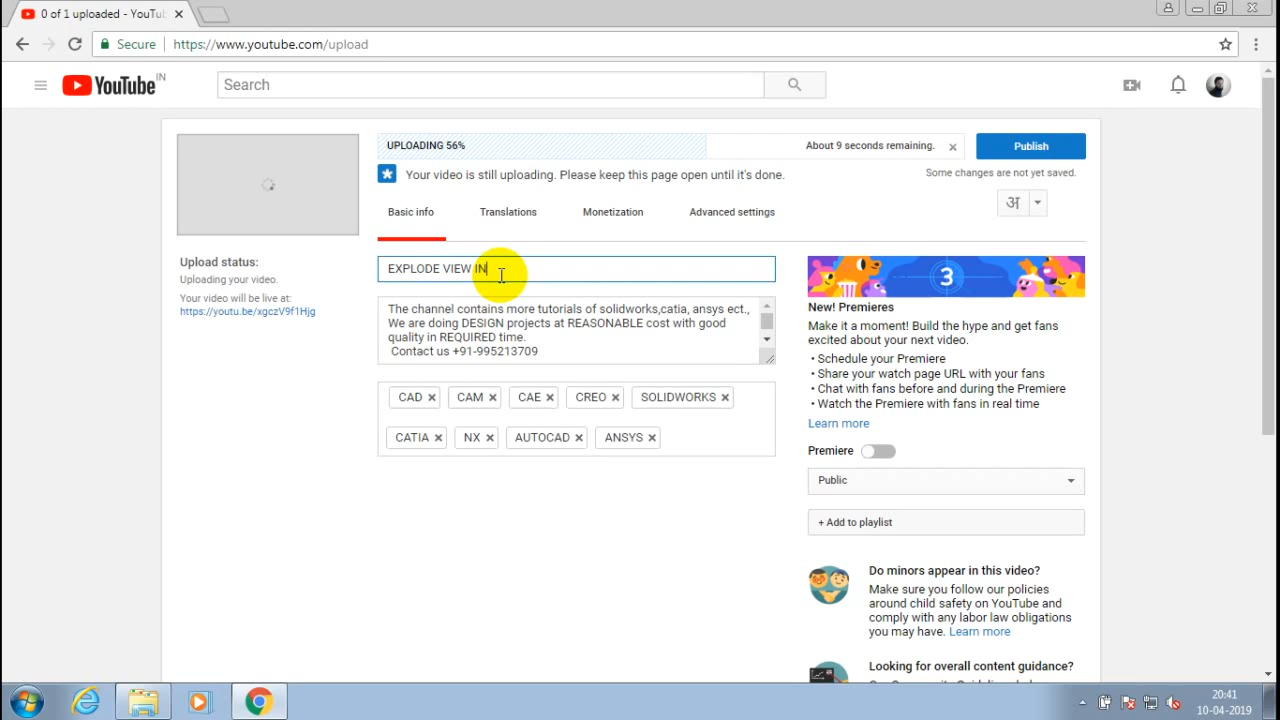 0 of 1 uploaded - YouTu
Secure https://www.youtube.com/upload
YouTube IN
Search
UPLOADING 56% About 9 seconds remaining.
Publish
Your video is still uploading. Please keep this page open until it's done.
Some changes are not yet saved.
अ
Basic info Translations Monetization Advanced settings
Upload status:
Uploading your video.
Your video will be live at:
https://youtu.be/xgczV9f1Hjg
EXPLODE VIEW IN
The channel contains more tutorials of solidworks,catia, ansys ect.,
We are doing DESIGN projects at REASONABLE cost with good
quality in REQUIRED time.
Contact us +91-995213709
CAD CAM CAE CREO SOLIDWORKS
CATIA NX AUTOCAD ANSYS
3
New! Premieres
Make it a moment! Build the hype and get fans
excited about your next video.
• Schedule your Premiere
• Share your watch page URL with your fans
• Chat with fans before and during the Premiere
• Watch the Premiere with fans in real time
Learn more
Premiere
Public
+ Add to playlist
Do minors appear in this video?
Make sure you follow our policies
around child safety on YouTube and
comply with any labor law obligations
you may have. Learn more
Looking for overall content guidance?
20:41
10-04-2019